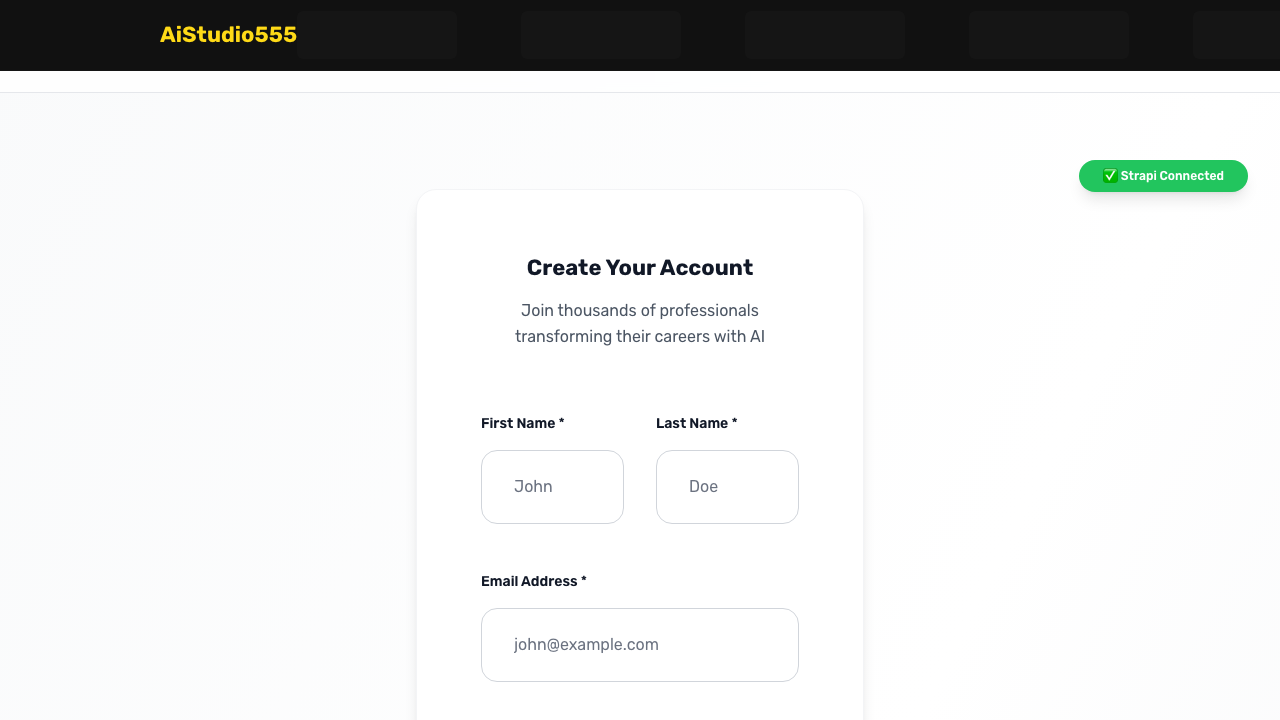 AiStudio555
✅ Strapi Connected
Create Your Account
Join thousands of professionals
transforming their careers with AI
First Name *
Last Name *
John
Doe
Email Address *
john@example.com